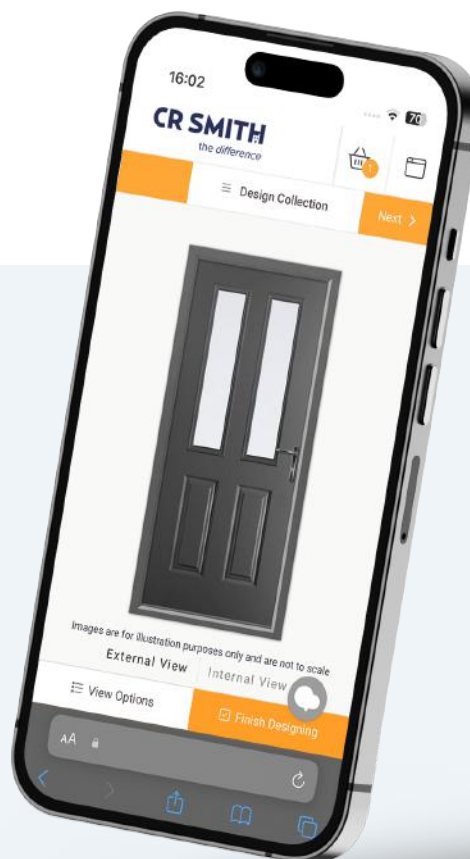 16:02
70
CR SMITH
the difference
1
Design Collection
Next
Images are for illustration purposes only and are not to scale
External View
Internal View
View Options
Finish Designing
AA